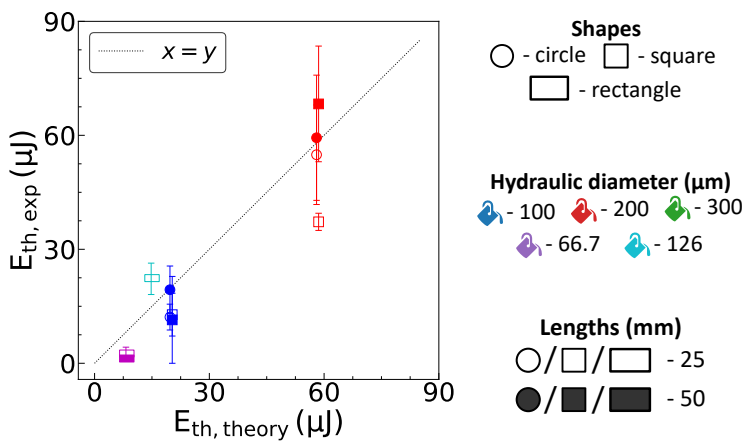 90
60
30
0
E_th, exp (μJ)
x = y
0 30 60 90
E_th, theory (μJ)
Shapes
- circle - square
- rectangle
Hydraulic diameter (μm)
- 100 - 200 - 300
- 66.7 - 126
Lengths (mm)
/ / - 25
/ / - 50